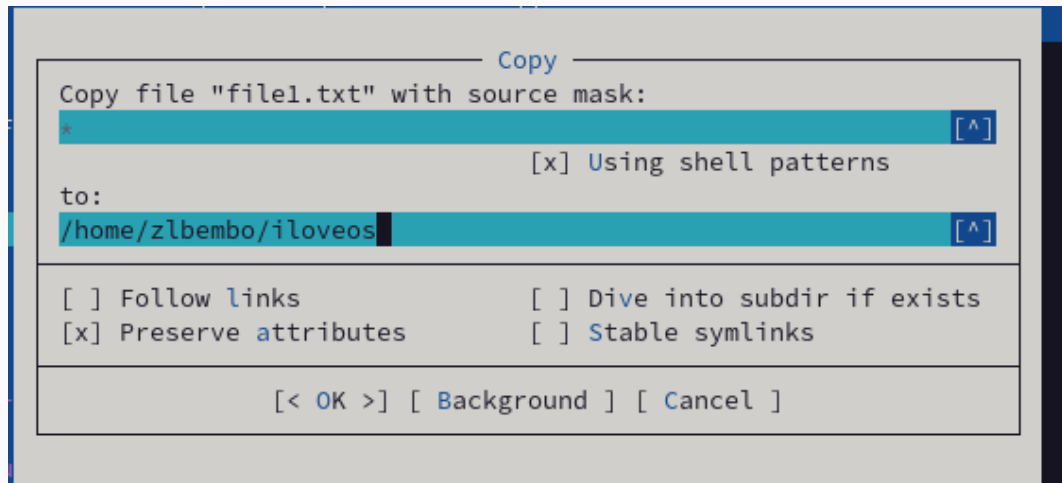 Copy
Copy file "file1.txt" with source mask:
* [^]
[x] Using shell patterns
to:
/home/zlbembo/iloveos [^]
[ ] Follow links [ ] Dive into subdir if exists
[x] Preserve attributes [ ] Stable symlinks
[< OK >] [ Background ] [ Cancel ]